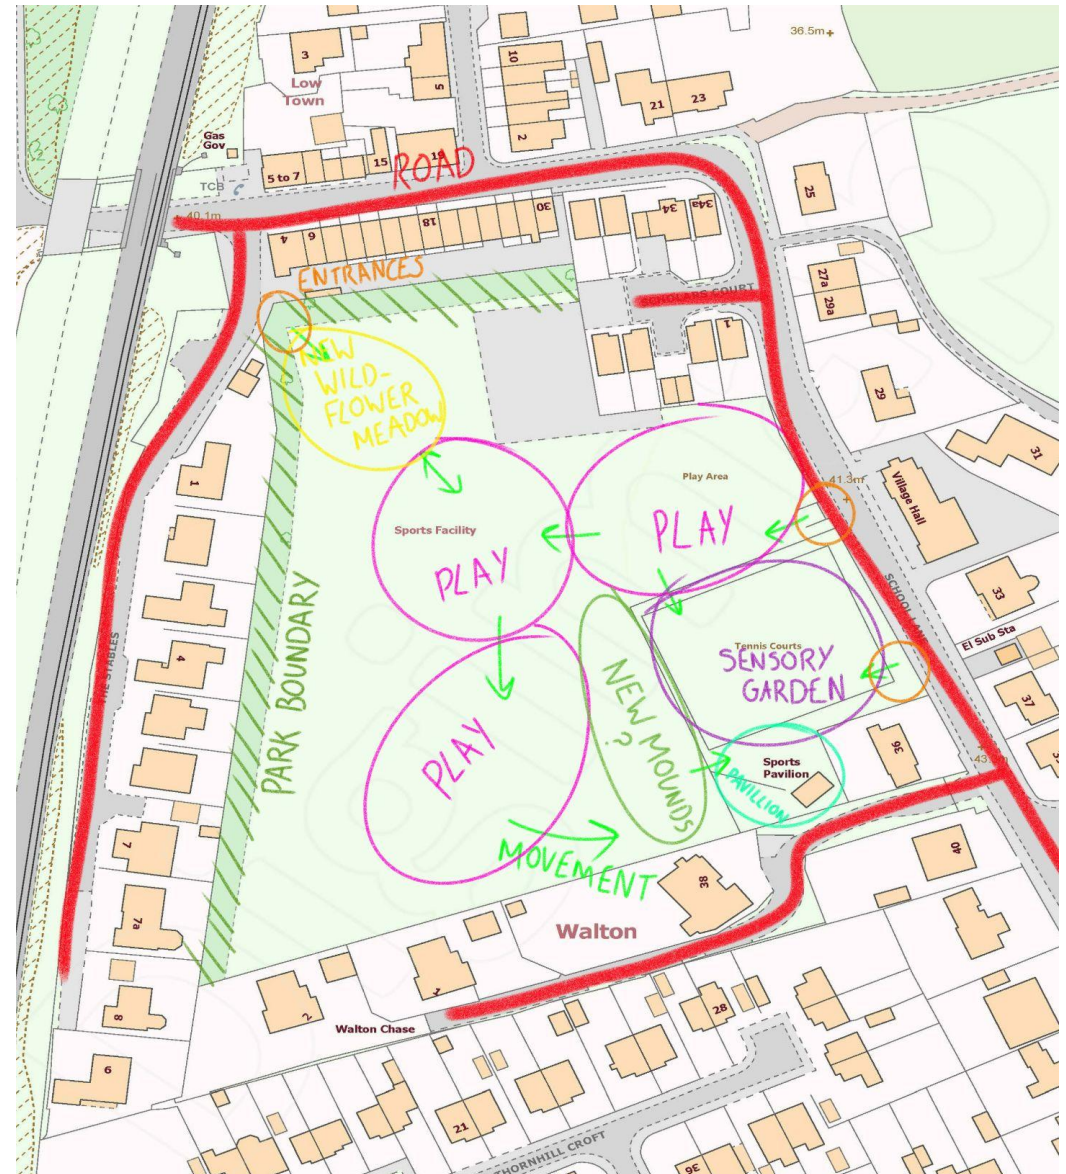 36.5m+
3
Low
Town
5
10
2
21
23
Gas
Gov
TCB
5 to 7
15
19
ROAD
25
40.1m
4
6
18
30
34
34a
ENTRANCES
SCHOLARS COURT
27a
29a
1
29
31
NEW
WILD-
FLOWER
MEADOW
Play Area
41.3m
Village Hall
Sports Facility
PLAY
PLAY
1
PARK BOUNDARY
SCHOOL LANE
33
El Sub Sta
Tennis Courts
SENSORY
GARDEN
THE STABLES
4
NEW MOUNDS
?
37
PLAY
Sports
Pavilion
PAVILLION
36
MOVEMENT
7
38
40
7a
Walton
1
2
8
Walton Chase
28
6
21
THORNHILL CROFT
36